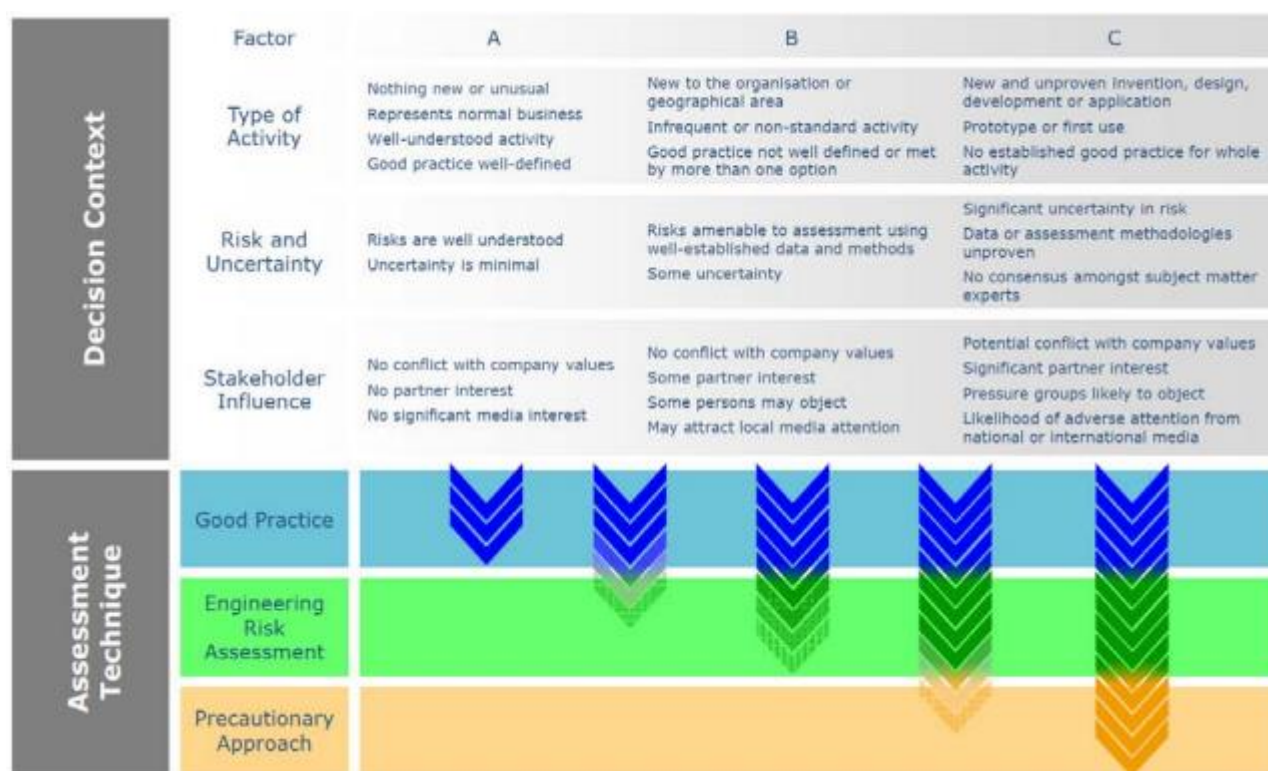 Decision Context
Factor
A
B
C
Type of
Activity
Nothing new or unusual
Represents normal business
Well-understood activity
Good practice well-defined
New to the organisation or
geographical area
Infrequent or non-standard activity
Good practice not well defined or met
by more than one option
New and unproven invention, design,
development or application
Prototype or first use
No established good practice for whole
activity
Risk and
Uncertainty
Risks are well understood
Uncertainty is minimal
Risks amenable to assessment using
well-established data and methods
Some uncertainty
Significant uncertainty in risk
Data or assessment methodologies
unproven
No consensus amongst subject matter
experts
Stakeholder
Influence
No conflict with company values
No partner interest
No significant media interest
No conflict with company values
Some partner interest
Some persons may object
May attract local media attention
Potential conflict with company values
Significant partner interest
Pressure groups likely to object
Likelihood of adverse attention from
national or international media
Assessment
Technique
Good Practice
Engineering
Risk
Assessment
Precautionary
Approach